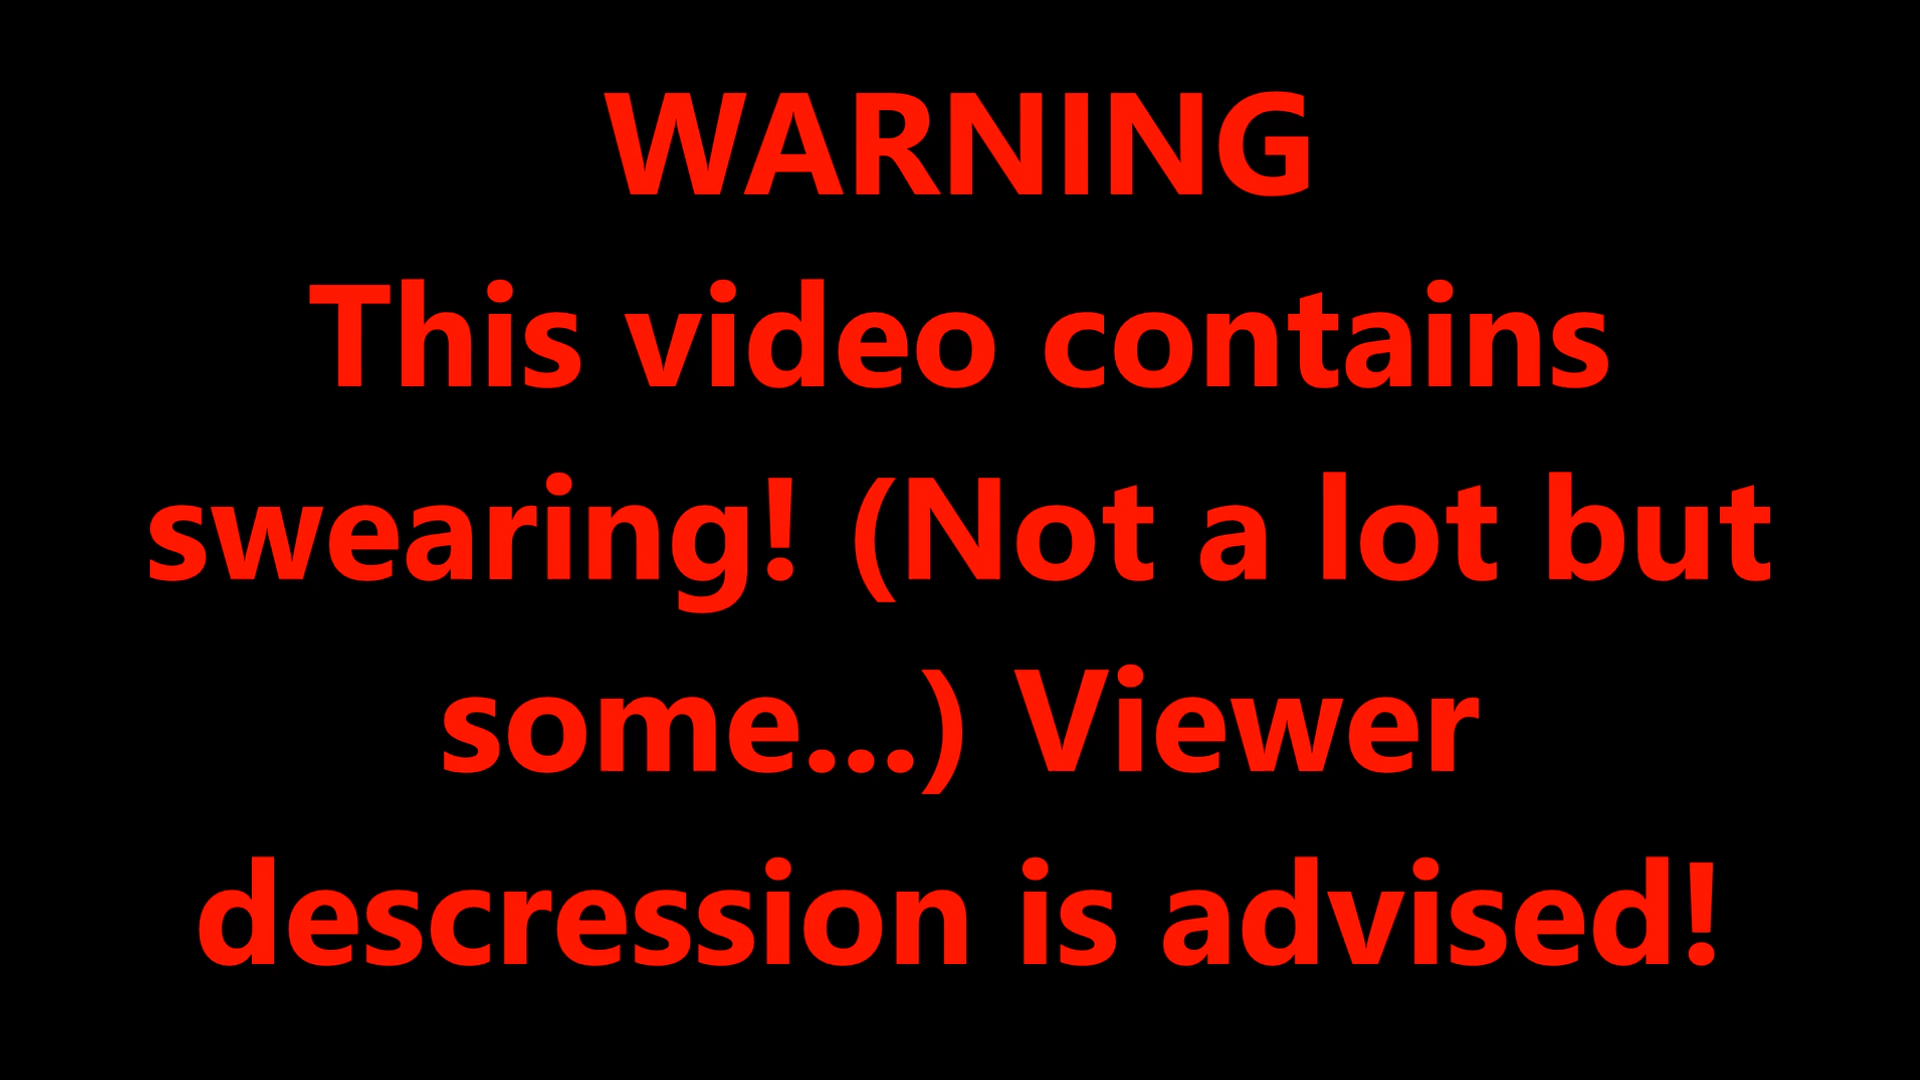 WARNING
This video contains
swearing! (Not a lot but
some...) Viewer
descression is advised!